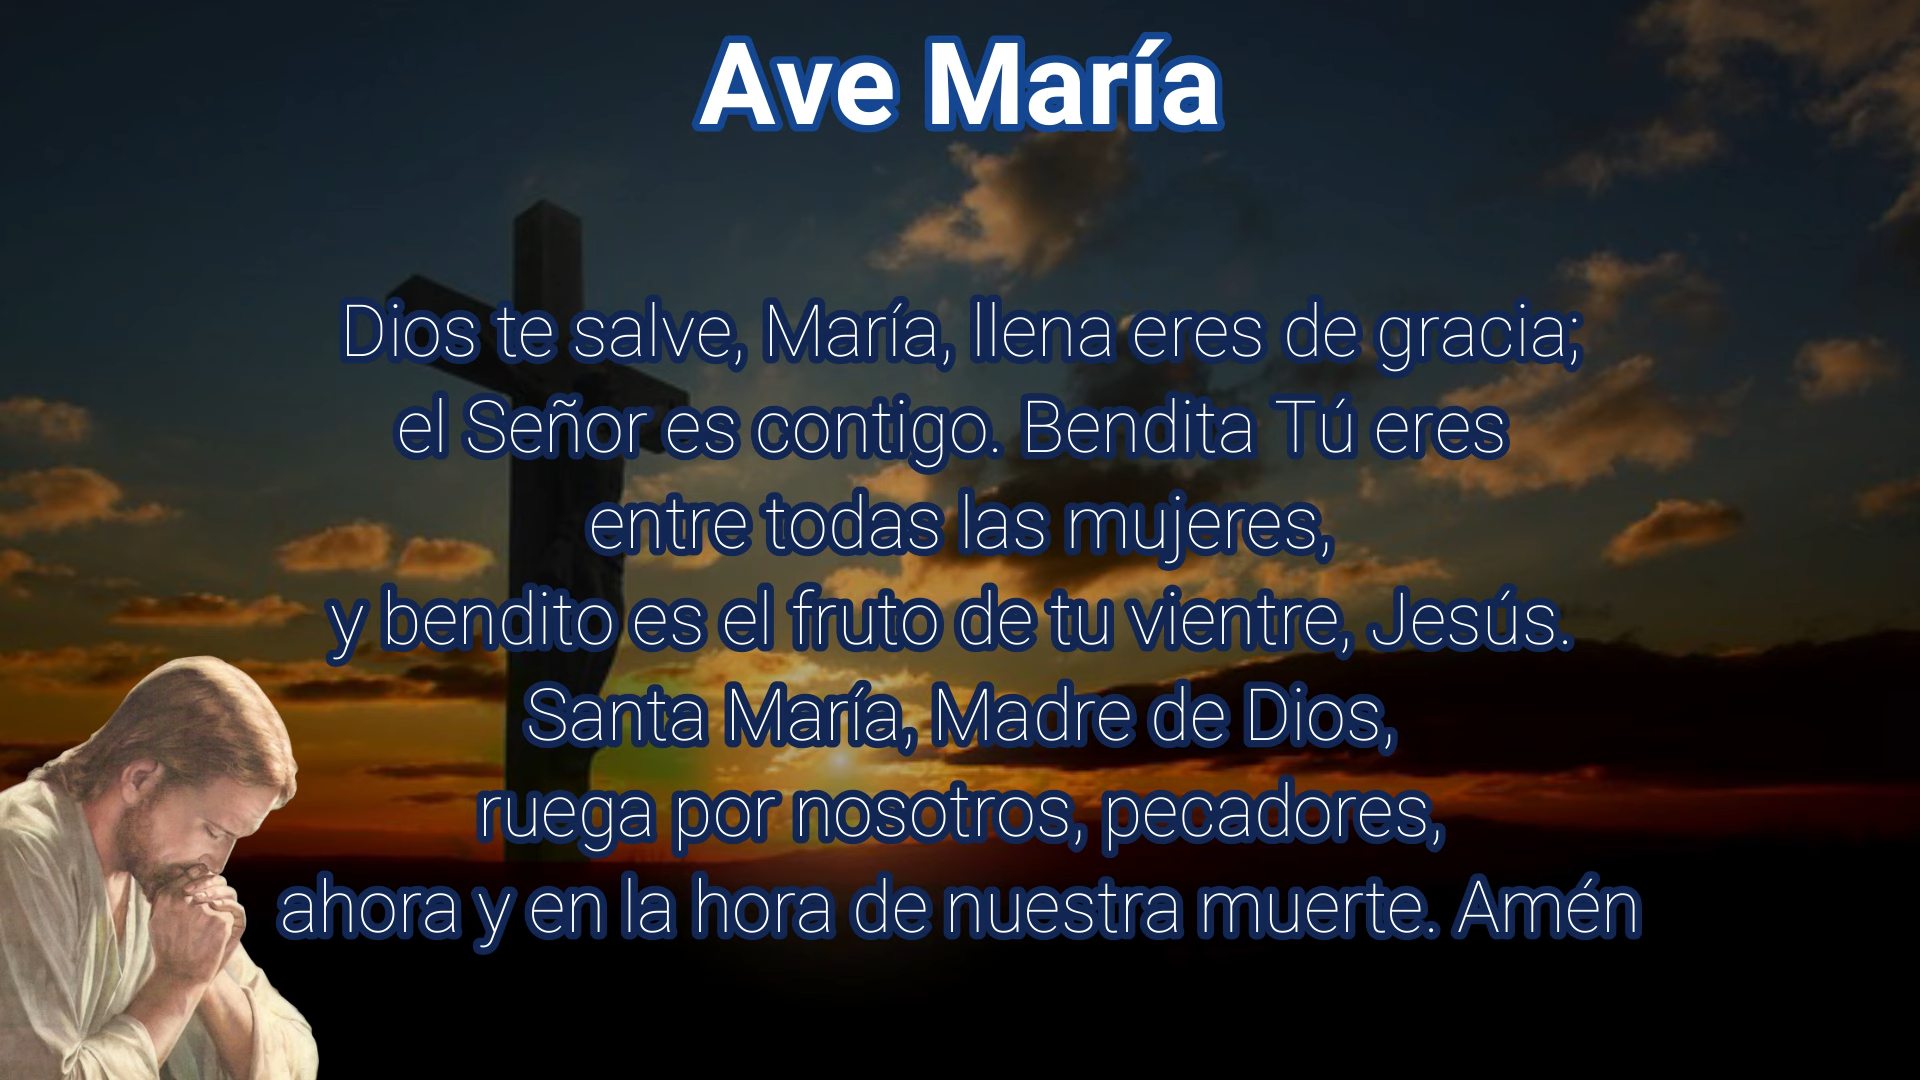 Ave María
Dios te salve, María, llena eres de gracia;
el Señor es contigo. Bendita Tú eres
entre todas las mujeres,
y bendito es el fruto de tu vientre, Jesús.
Santa María, Madre de Dios,
ruega por nosotros, pecadores,
ahora y en la hora de nuestra muerte. Amén